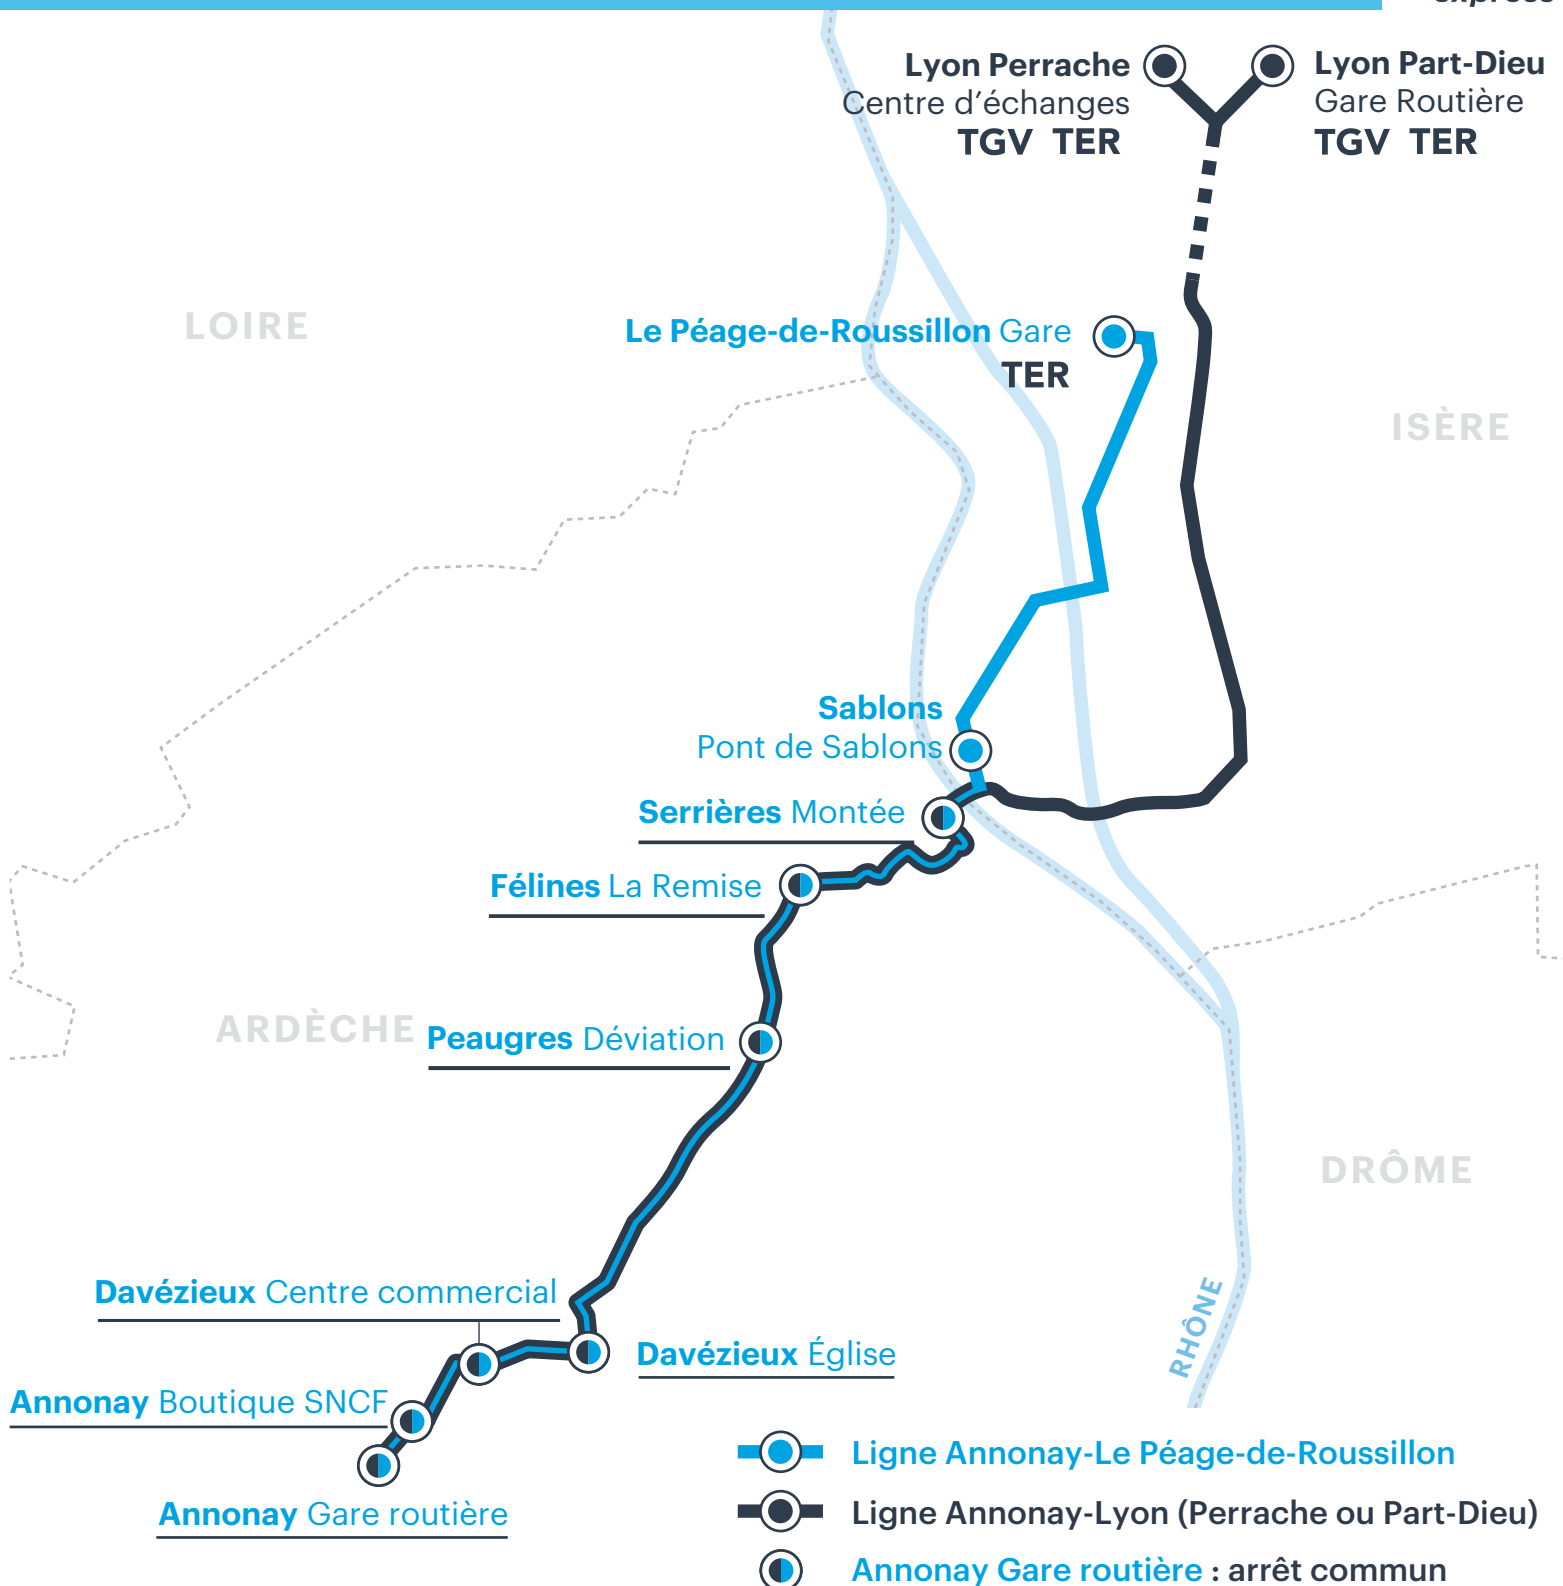 express
Lyon Perrache
Centre d'échanges
TGV TER
Lyon Part-Dieu
Gare Routière
TGV TER
LOIRE
Le Péage-de-Roussillon Gare
TER
ISÈRE
Sablons
Pont de Sablons
Serrières Montée
Félines La Remise
ARDÈCHE
Peaugres Déviation
DRÔME
Davézieux Centre commercial
RHÔNE
Davézieux Église
Annonay Boutique SNCF
Annonay Gare routière
Ligne Annonay-Le Péage-de-Roussillon
Ligne Annonay-Lyon (Perrache ou Part-Dieu)
Annonay Gare routière : arrêt commun